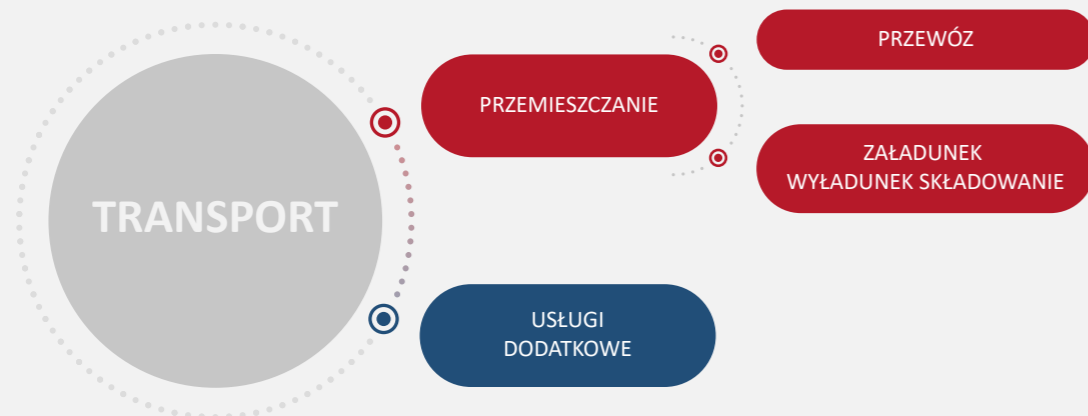 TRANSPORT
PRZEMIESZCZANIE
PRZEWÓZ
ZAŁADUNEK
WYŁADUNEK SKŁADOWANIE
USŁUGI
DODATKOWE